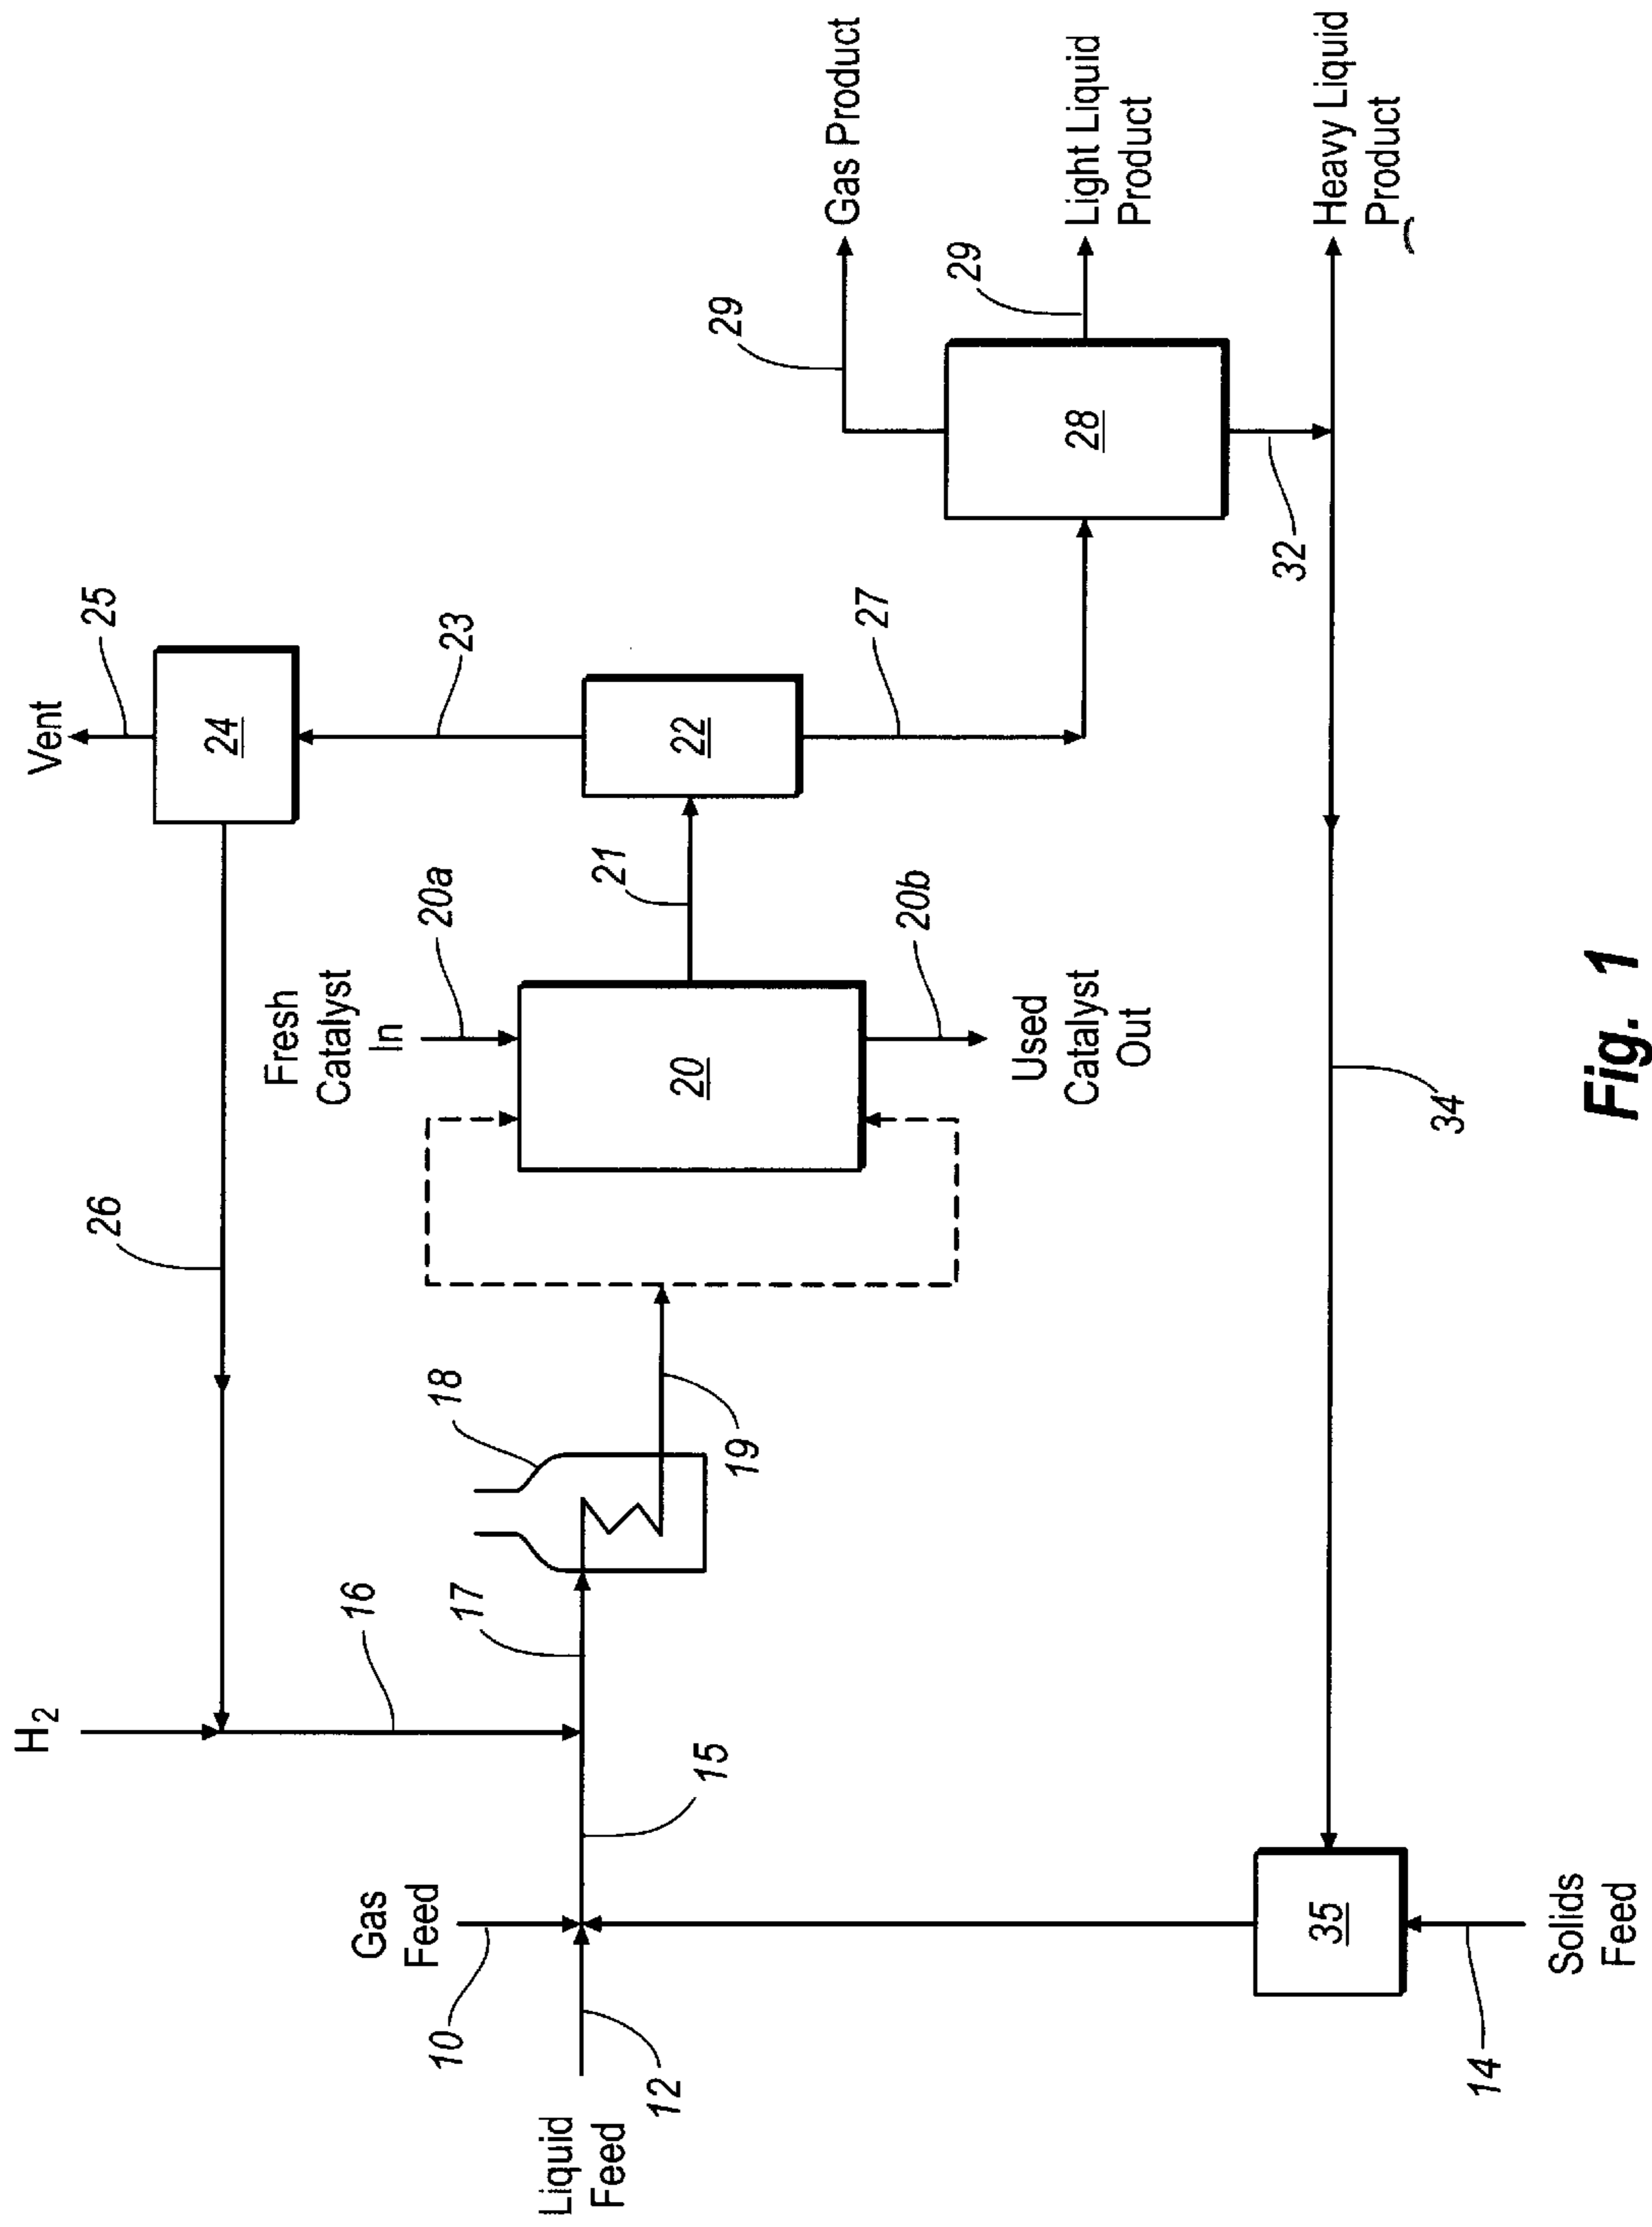 H2
Vent
25
24
26
23
16
Fresh
Catalyst
In
20a
Gas
Feed
10
Liquid
Feed
12
15
17
18
19
20
21
22
27
20b
Used
Catalyst
Out
29
Gas Product
29
Light Liquid
Product
28
32
Heavy Liquid
Product
34
35
14
Solids
Feed
Fig. 1